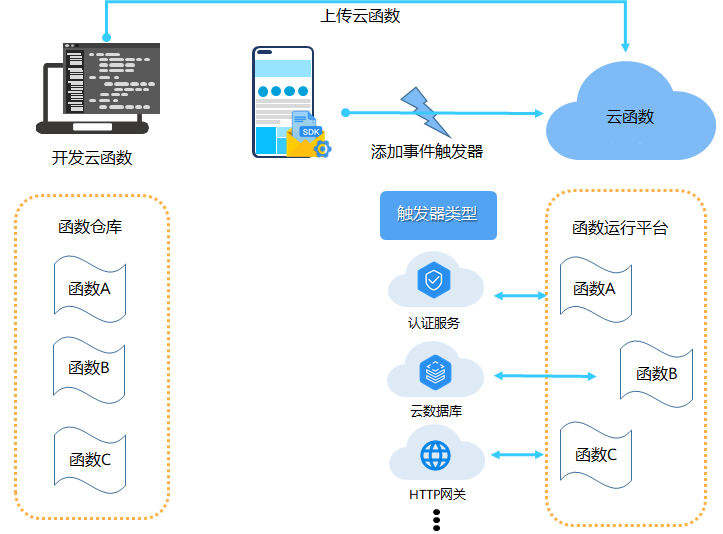 上传云函数
SDK
云函数
开发云函数
添加事件触发器
函数仓库
触发器类型
函数运行平台
函数A
函数A
认证服务
函数B
函数B
云数据库
函数C
函数C
HTTP网关